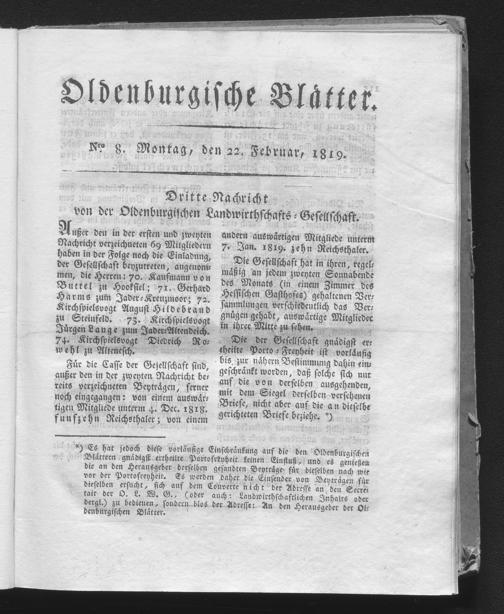 Oldenburgische Blätter.
Nro 8. Montag, den 22. Februar, 1819.
Dritte Nachricht
von der Oldenburgischen Landwirthschafts-Gesellschaft.
Außer den in der ersten und zweyten
Nachricht verzeichneten 69 Mitgliedern
haben in der Folge noch die Einladung,
der Gesellschaft beyzutreten, angenom-
men, die Herren: 70. Kaufmann von
Buttel zu Hooksiel; 71. Gerhard
Harms zum Jader-Kreuzmoor; 72.
Kirchspielsvogt August Hildebrand
zu Steinfeld. 73. Kirchspielsvogt
Jürgen Lange zum Jader-Altendeich.
74. Kirchspielsvogt Diedrich Ro-
wehl zu Altenesch.
Für die Casse der Gesellschaft sind,
außer den in der zweyten Nachricht be-
reits verzeichneten Beyträgen, ferner
noch eingegangen: von einem auswär-
tigen Mitgliede unterm 4. Dec. 1818.
funfzehn Reichsthaler; von einem
andern auswärtigen Mitgliede unterm
7. Jan. 1819. zehn Reichsthaler.
Die Gesellschaft hat in ihren, regel-
mäßig an jedem zweyten Sonnabende
des Monats (in einem Zimmer des
Hessischen Gasthofes) gehaltenen Ver-
sammlungen verschiedentlich das Ver-
gnügen gehabt, auswärtige Mitglieder
in ihrer Mitte zu sehen.
Die der Gesellschaft gnädigst er-
theilte Porto-Freyheit ist vorläufig
bis zur nähern Bestimmung dahin ein-
geschränkt worden, daß solche sich nur
auf die von derselben ausgehenden,
mit dem Siegel derselben versehenen
Briefe, nicht aber auf die an dieselbe
gerichteten Briefe beziehe. *)
*) Es hat jedoch diese vorläufige Einschränkung auf die den Oldenburgischen
Blättern gnädigst ertheilte Portofreyheit keinen Einfluß, und es genießen
die an den Herausgeber derselben gesandten Beyträge für dieselben nach wie
vor der Portofreyheit. Es werden daher die Einsender von Beyträgen für
dieselben ersucht, sich auf dem Couverte nicht der Adresse an den Secre-
tair der O. L. W. G., (oder auch: Landwirthschaftlichen Inhalts oder
dergl.) zu bedienen, sondern blos der Adresse: An den Herausgeber der Ol-
denburgischen Blätter.